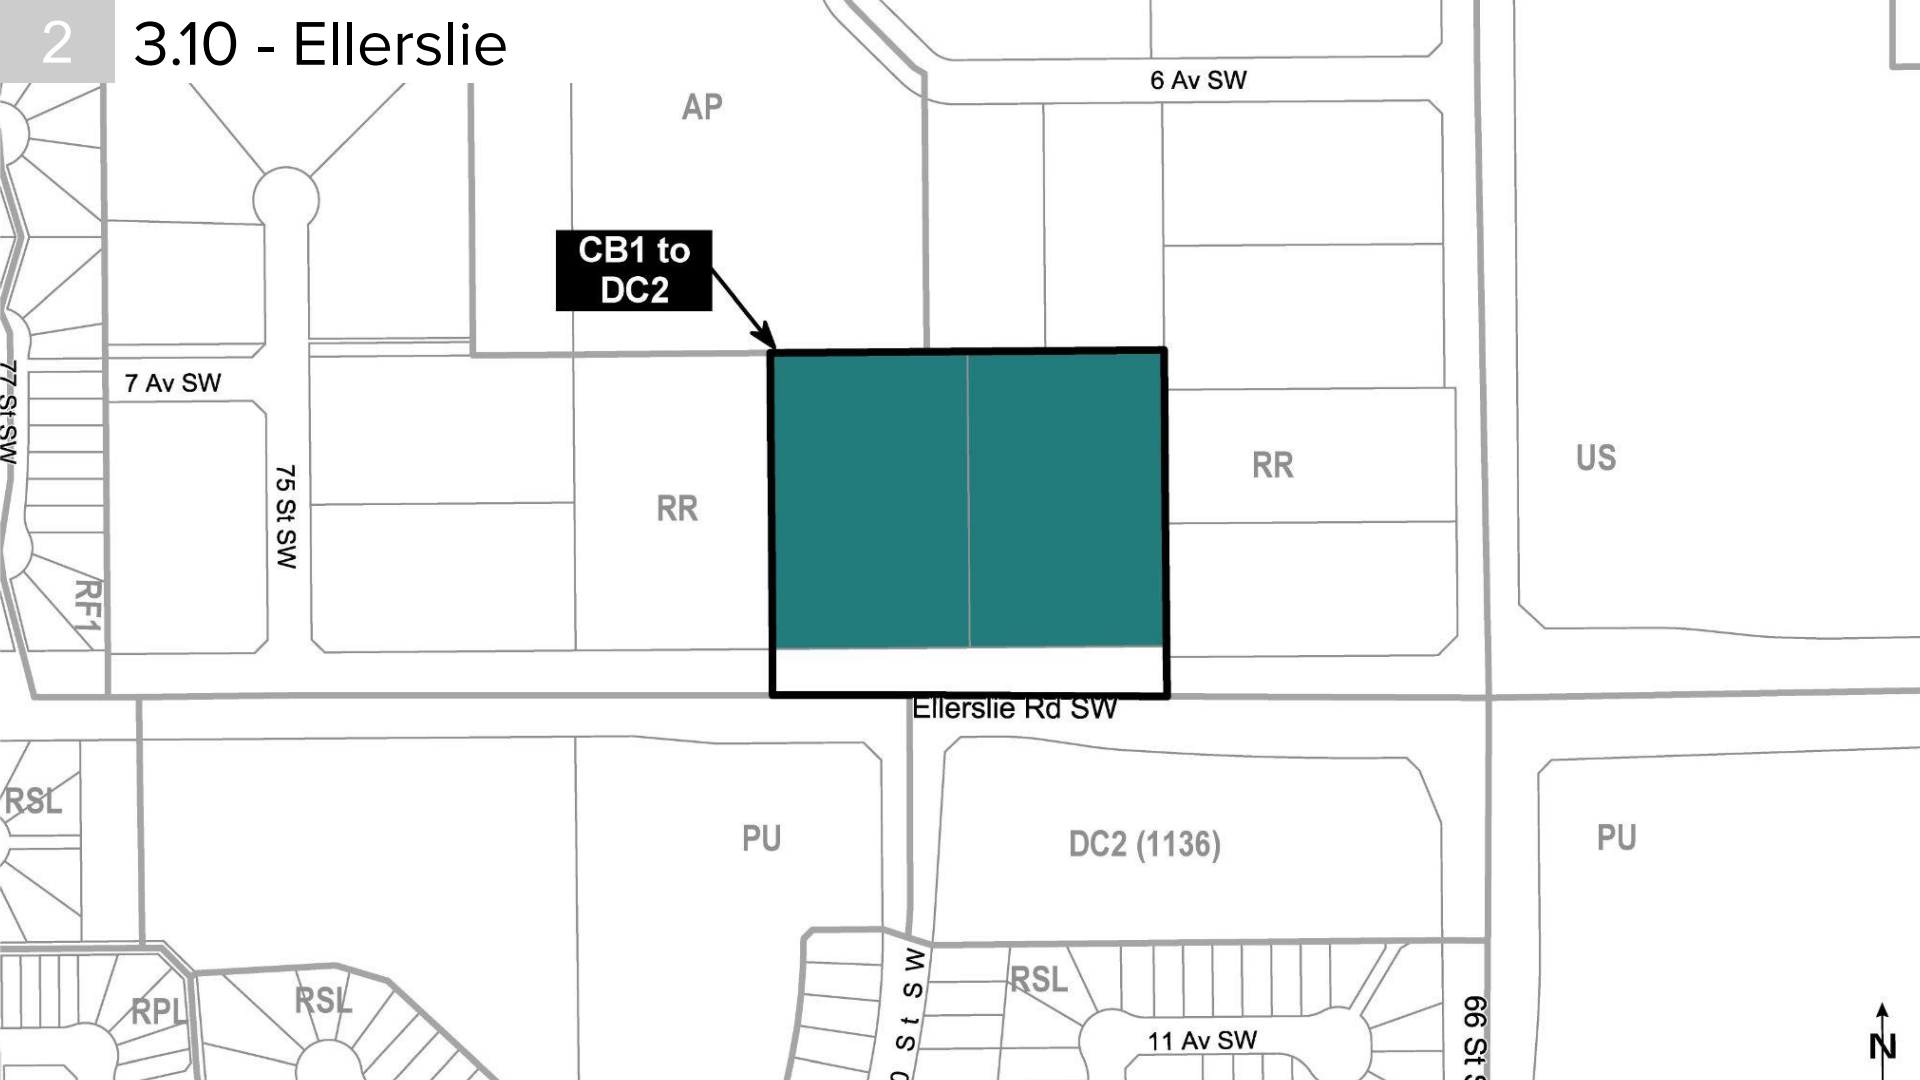 2
3.10 - Ellerslie
6 Av SW
AP
CB1 to
DC2
7 Av SW
77 St SW
75 St SW
RR
RR
US
RF1
Ellerslie Rd SW
RSL
PU
DC2 (1136)
PU
RPL
RSL
St SW
RSL
11 Av SW
66 St
N